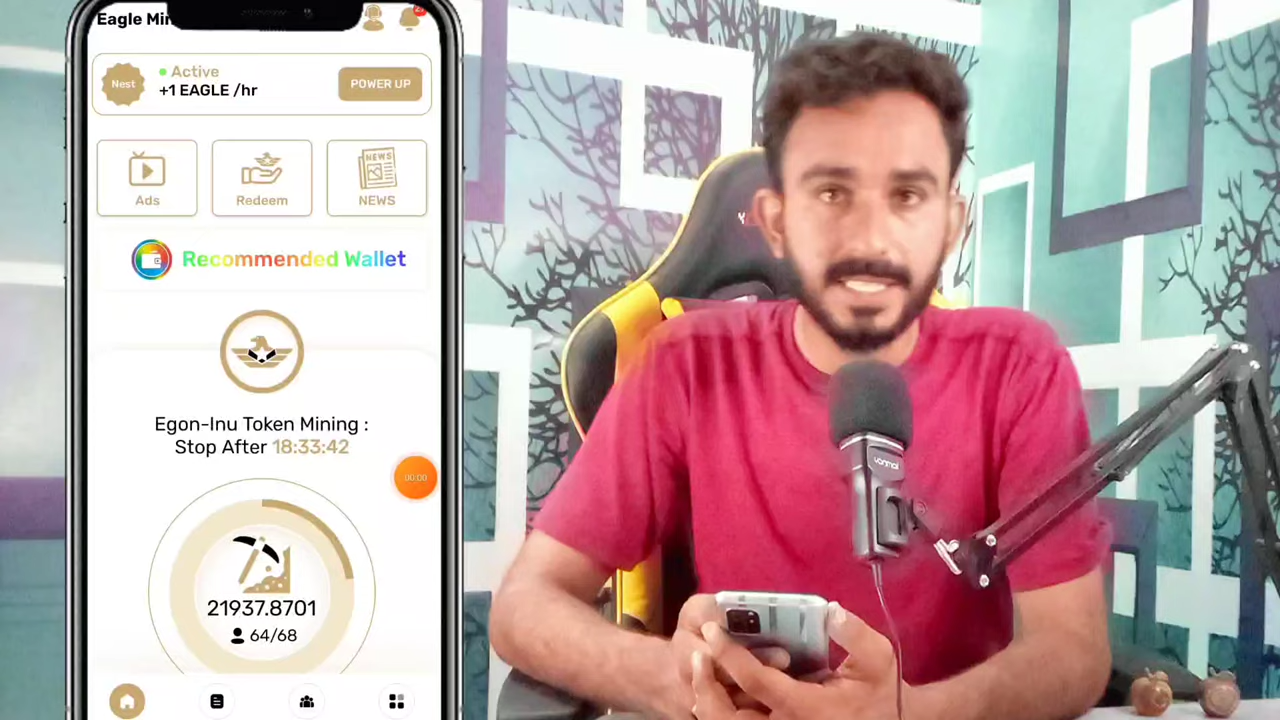 Eagle Min
Nest
Active
+1 EAGLE /hr
POWER UP
Ads
Redeem
NEWS
NEWS
Recommended Wallet
Egon-Inu Token Mining :
Stop After 18:33:42
00:00
21937.8701
64/68